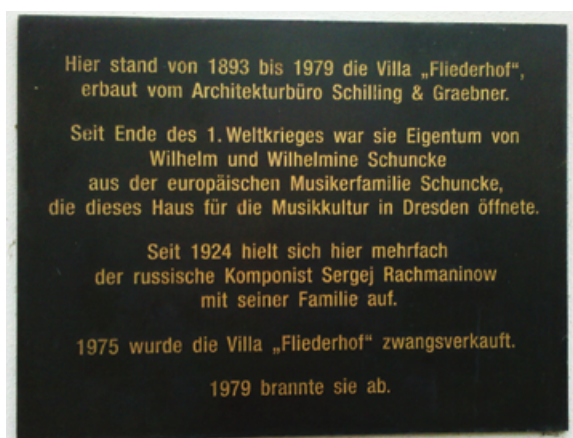 Hier stand von 1893 bis 1979 die Villa „Fliederhof“,
erbaut vom Architekturbüro Schilling & Graebner.
Seit Ende des 1. Weltkrieges war sie Eigentum von
Wilhelm und Wilhelmine Schuncke
aus der europäischen Musikerfamilie Schuncke,
die dieses Haus für die Musikkultur in Dresden öffnete.
Seit 1924 hielt sich hier mehrfach
der russische Komponist Sergej Rachmaninow
mit seiner Familie auf.
1975 wurde die Villa „Fliederhof“ zwangsverkauft.
1979 brannte sie ab.